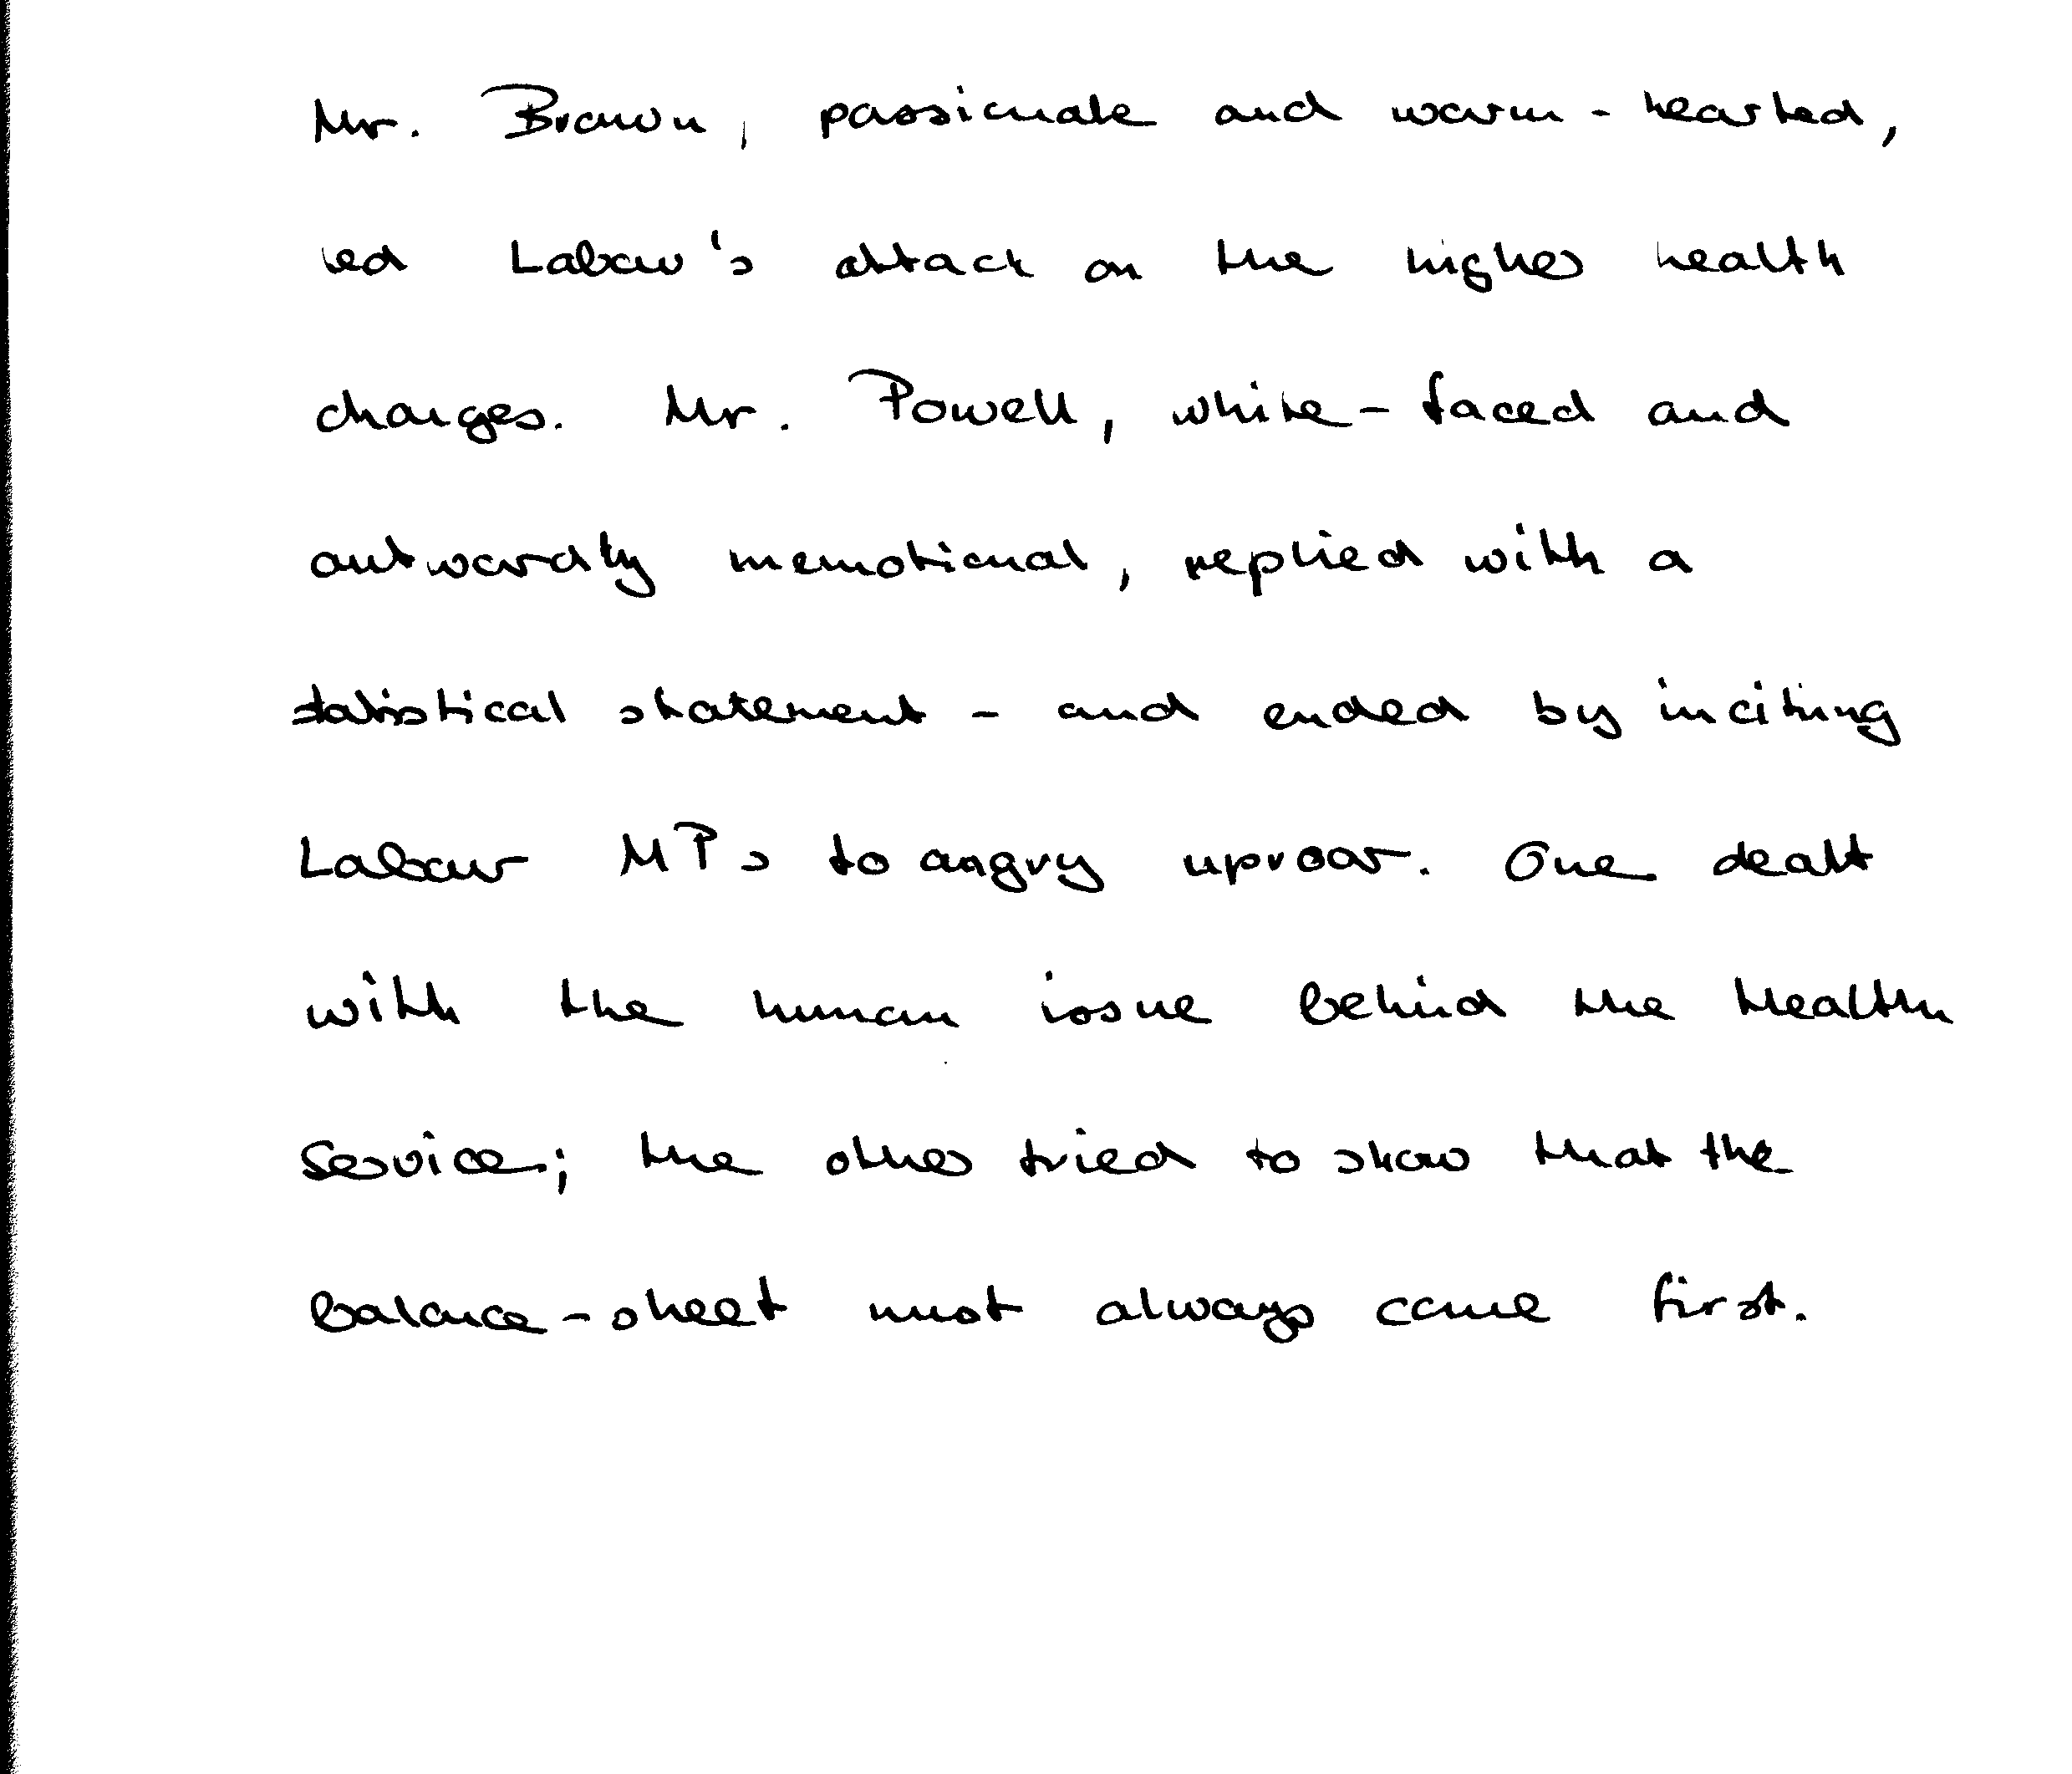 Mr. Brown, passionate and warm-hearted,
led Labour's attack on the higher health
charges. Mr. Powell, white-faced and
outwardly unemotional, replied with a
statistical statement - and ended by inciting
Labour MPs to angry uproar. One dealt
with the human issue behind the Health
Service; the other tried to show that the
balance-sheet must always come first.